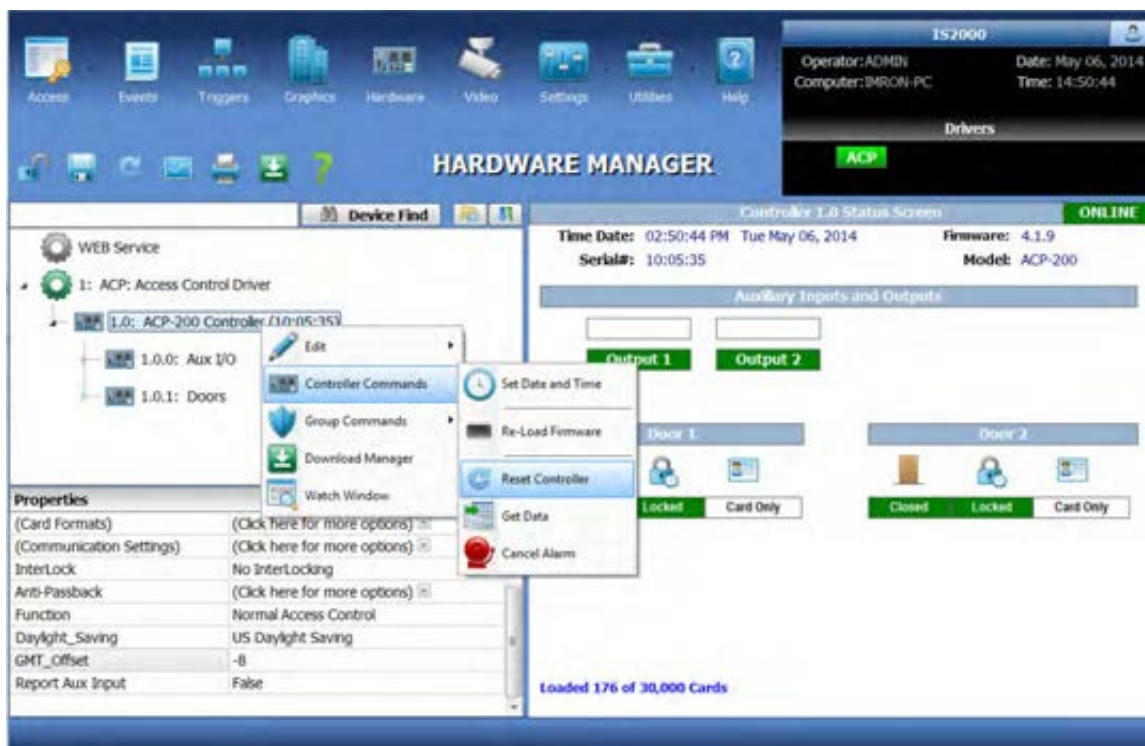 IS2000
Operator:ADMIN Date: May 06, 2014
Computer:IMRON-PC Time: 14:50:44
Access Events Triggers Graphics Hardware Video Settings Utilities Help
Drivers
ACP
HARDWARE MANAGER
Device Find
Controller 1.0 Status Screen ONLINE
WEB Service
1: ACP: Access Control Driver
1.0: ACP-200 Controller (10:05:35)
1.0.0: Aux I/O
1.0.1: Doors
Edit
Controller Commands
Group Commands
Download Manager
Watch Window
Set Date and Time
Re-Load Firmware
Reset Controller
Get Data
Cancel Alarm
Time Date: 02:50:44 PM Tue May 06, 2014 Firmware: 4.1.9
Serial#: 10:05:35 Model: ACP-200
Auxiliary Inputs and Outputs
Output 1 Output 2
Door 1 Door 2
Locked Card Only Closed Locked Card Only
Properties
(Card Formats) (Click here for more options)
(Communication Settings) (Click here for more options)
InterLock No InterLocking
Anti-Passback (Click here for more options)
Function Normal Access Control
Daylight_Saving US Daylight Saving
GMT_Offset -8
Report Aux Input False
Loaded 176 of 30,000 Cards